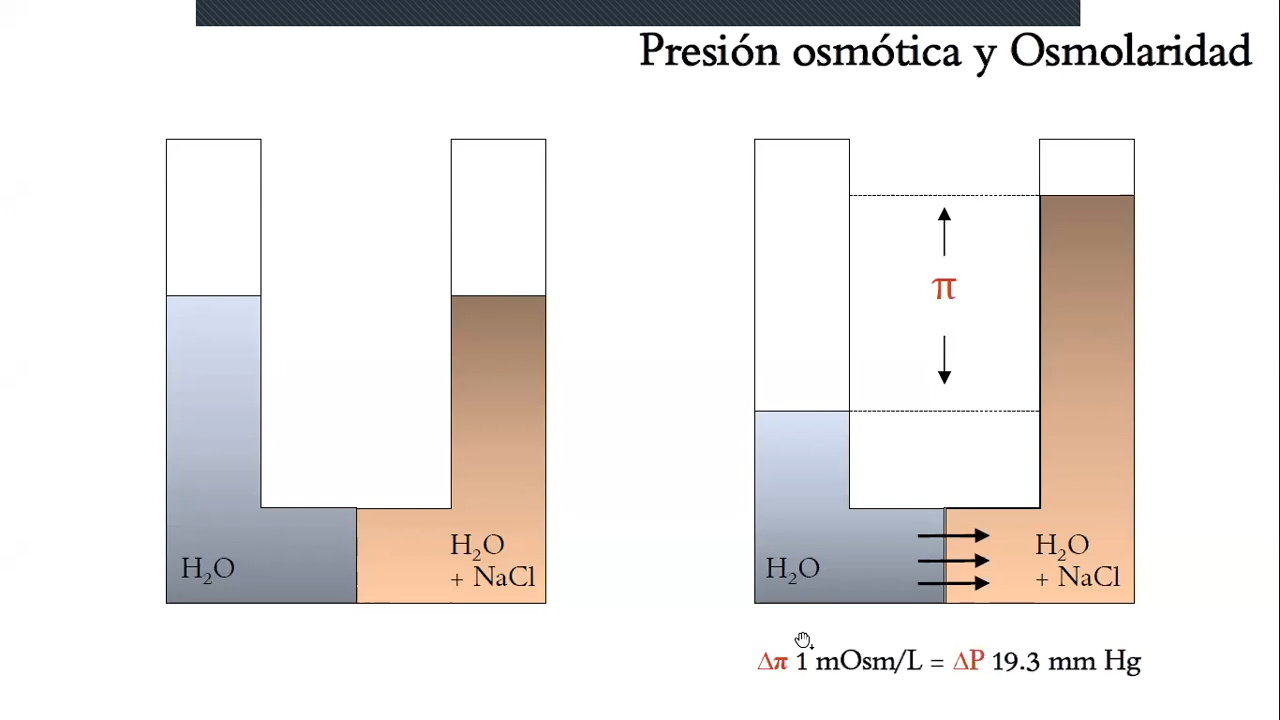 Presión osmótica y Osmolaridad
π
H₂O
H₂O
+ NaCl
H₂O
H₂O
+ NaCl
Δπ 1 mOsm/L = ΔP 19.3 mm Hg